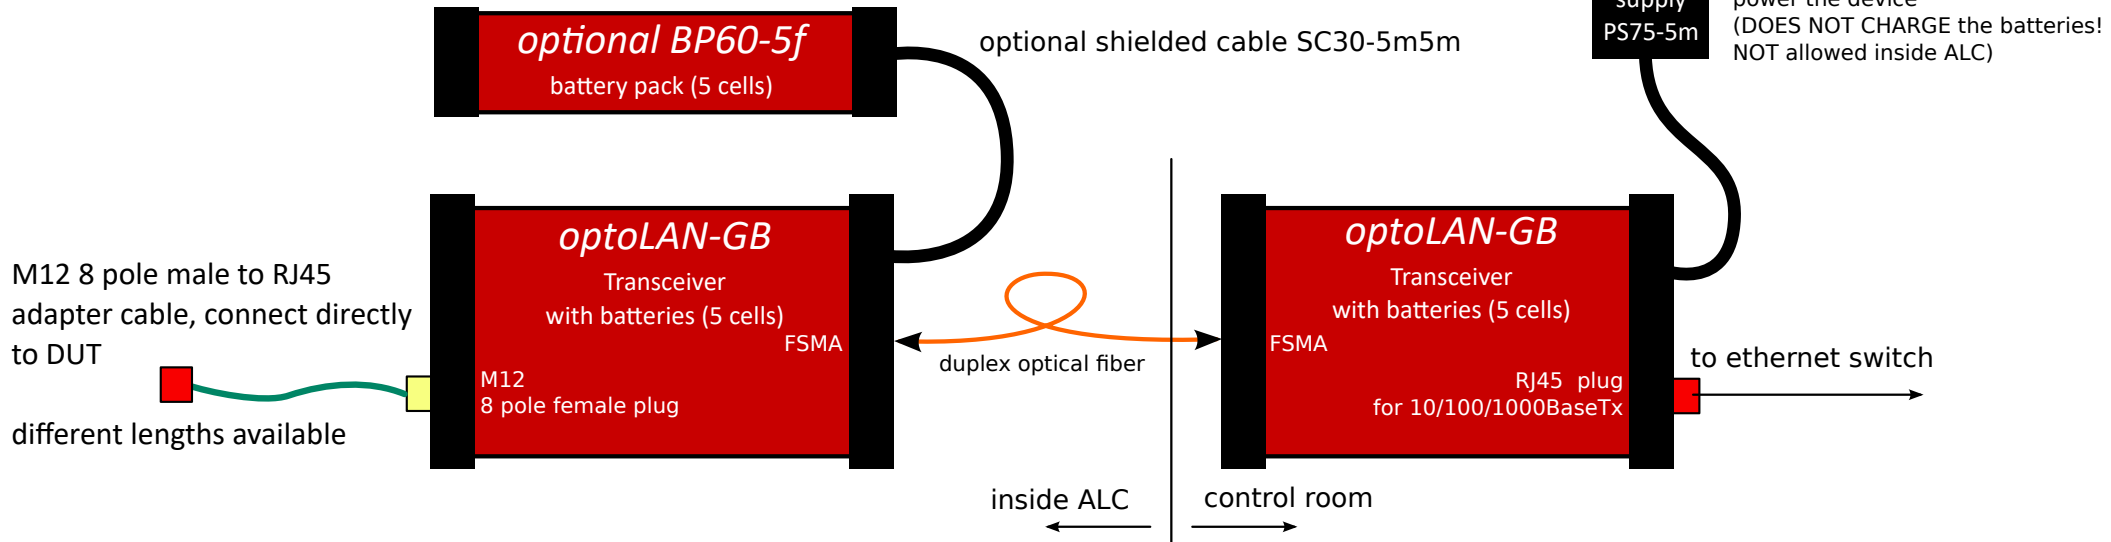 optional BP60-5f
battery pack (5 cells)
optional shielded cable SC30-5m5m
supply
PS75-5m
power the device
(DOES NOT CHARGE the batteries!
NOT allowed inside ALC)
M12 8 pole male to RJ45
adapter cable, connect directly
to DUT
different lengths available
optoLAN-GB
Transceiver
with batteries (5 cells)
FSMA
M12
8 pole female plug
duplex optical fiber
optoLAN-GB
Transceiver
with batteries (5 cells)
FSMA
RJ45 plug
for 10/100/1000BaseTx
to ethernet switch
inside ALC
control room